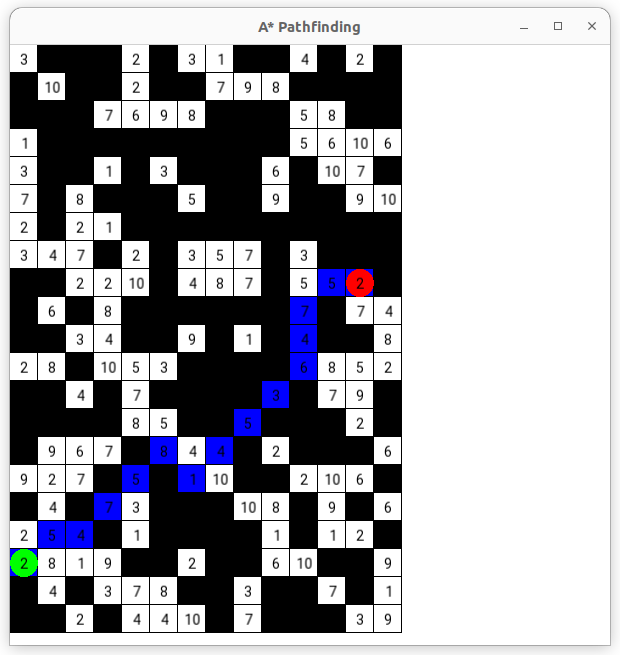 A* Pathfinding
3 2 3 1 4 2
10 2 7 9 8
7 6 9 8 5 8
1 5 6 10 6
3 1 3 6 10 7
7 8 5 9 9 10
2 2 1
3 4 7 2 3 5 7 3
2 2 10 4 8 7 5 5 2
6 8 7 7 4
3 4 9 1 4 8
2 8 10 5 3 6 8 5 2
4 7 3 7 9
8 5 5 2
9 6 7 8 4 4 2 6
9 2 7 5 1 10 2 10 6
4 7 3 10 8 9 6
2 5 4 1 1 1 2
2 8 1 9 2 6 10 9
4 3 7 8 3 7 1
2 4 4 10 7 3 9